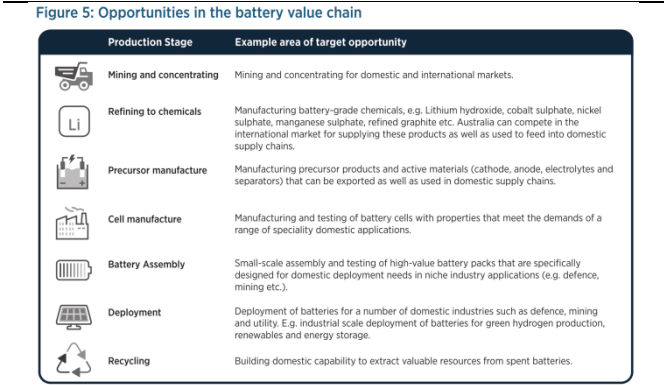 Figure 5: Opportunities in the battery value chain
Production Stage Example area of target opportunity
Mining and concentrating Mining and concentrating for domestic and international markets.
Li
Refining to chemicals Manufacturing battery-grade chemicals, e.g. Lithium hydroxide, cobalt sulphate, nickel
sulphate, manganese sulphate, refined graphite etc. Australia can compete in the
international market for supplying these products as well as used to feed into domestic
supply chains.
Precursor manufacture Manufacturing precursor products and active materials (cathode, anode, electrolytes and
separators) that can be exported as well as used in domestic supply chains.
Cell manufacture Manufacturing and testing of battery cells with properties that meet the demands of a
range of speciality domestic applications.
Battery Assembly Small-scale assembly and testing of high-value battery packs that are specifically
designed for domestic deployment needs in niche industry applications (e.g. defence,
mining etc.).
Deployment Deployment of batteries for a number of domestic industries such as defence, mining
and utility. E.g. industrial scale deployment of batteries for green hydrogen production,
renewables and energy storage.
Recycling Building domestic capability to extract valuable resources from spent batteries.